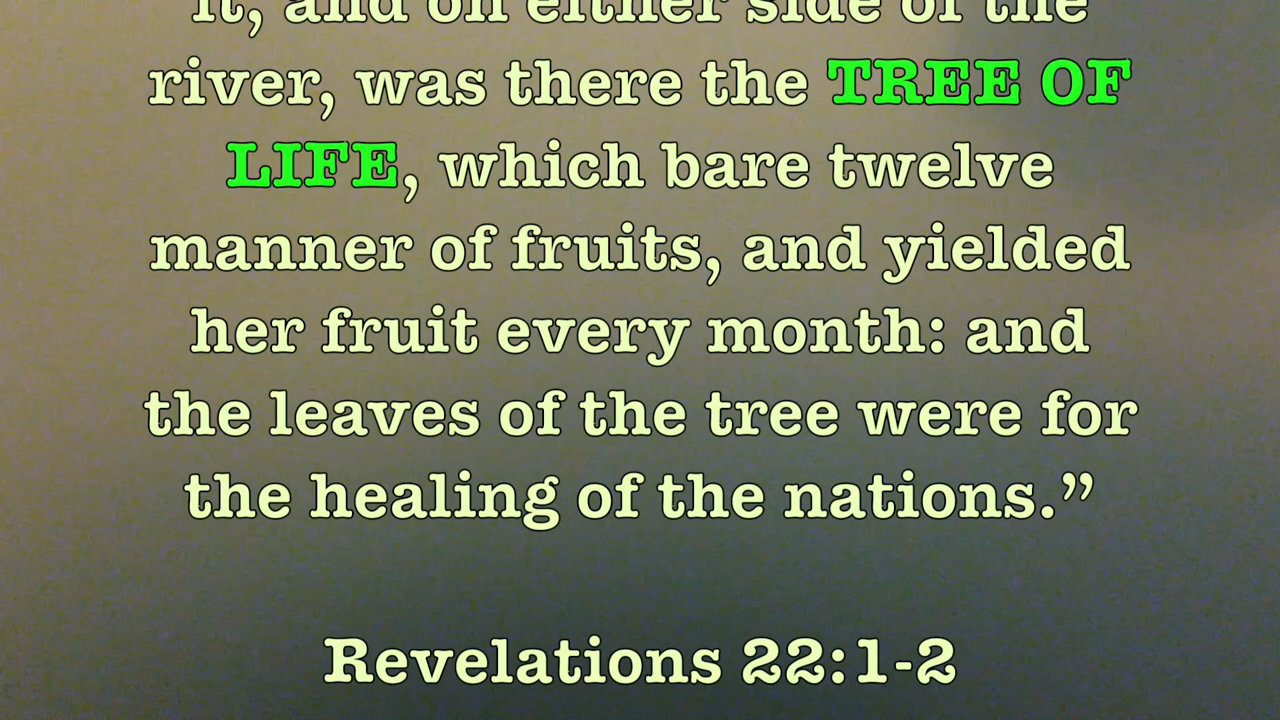 it, and on either side of the
river, was there the TREE OF
LIFE, which bare twelve
manner of fruits, and yielded
her fruit every month: and
the leaves of the tree were for
the healing of the nations.”
Revelations 22:1-2